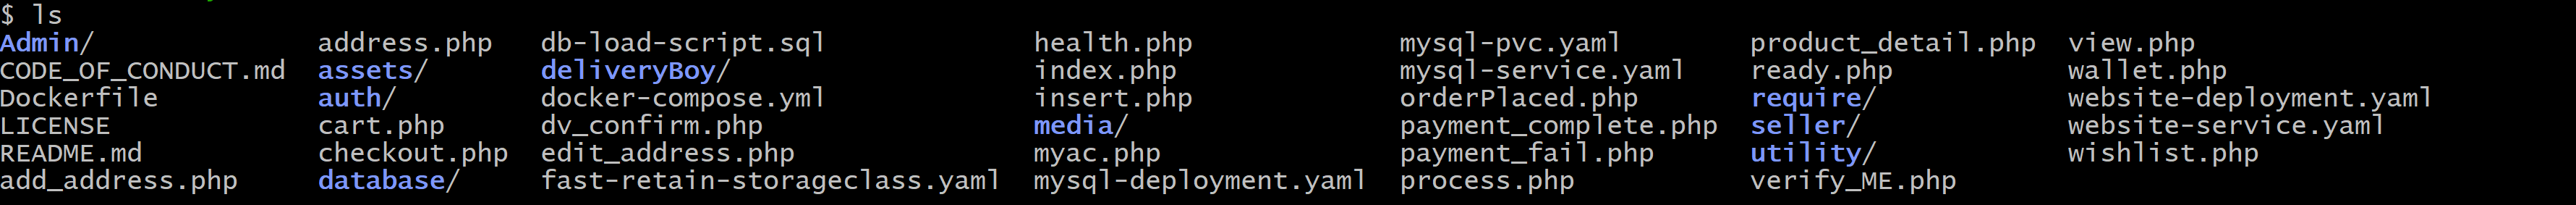 $ ls
Admin/ address.php db-load-script.sql health.php mysql-pvc.yaml product_detail.php view.php
CODE_OF_CONDUCT.md assets/ deliveryBoy/ index.php mysql-service.yaml ready.php wallet.php
Dockerfile auth/ docker-compose.yml insert.php orderPlaced.php require/ website-deployment.yaml
LICENSE cart.php dv_confirm.php media/ payment_complete.php seller/ website-service.yaml
README.md checkout.php edit_address.php myac.php payment_fail.php utility/ wishlist.php
add_address.php database/ fast-retain-storageclass.yaml mysql-deployment.yaml process.php verify_ME.php